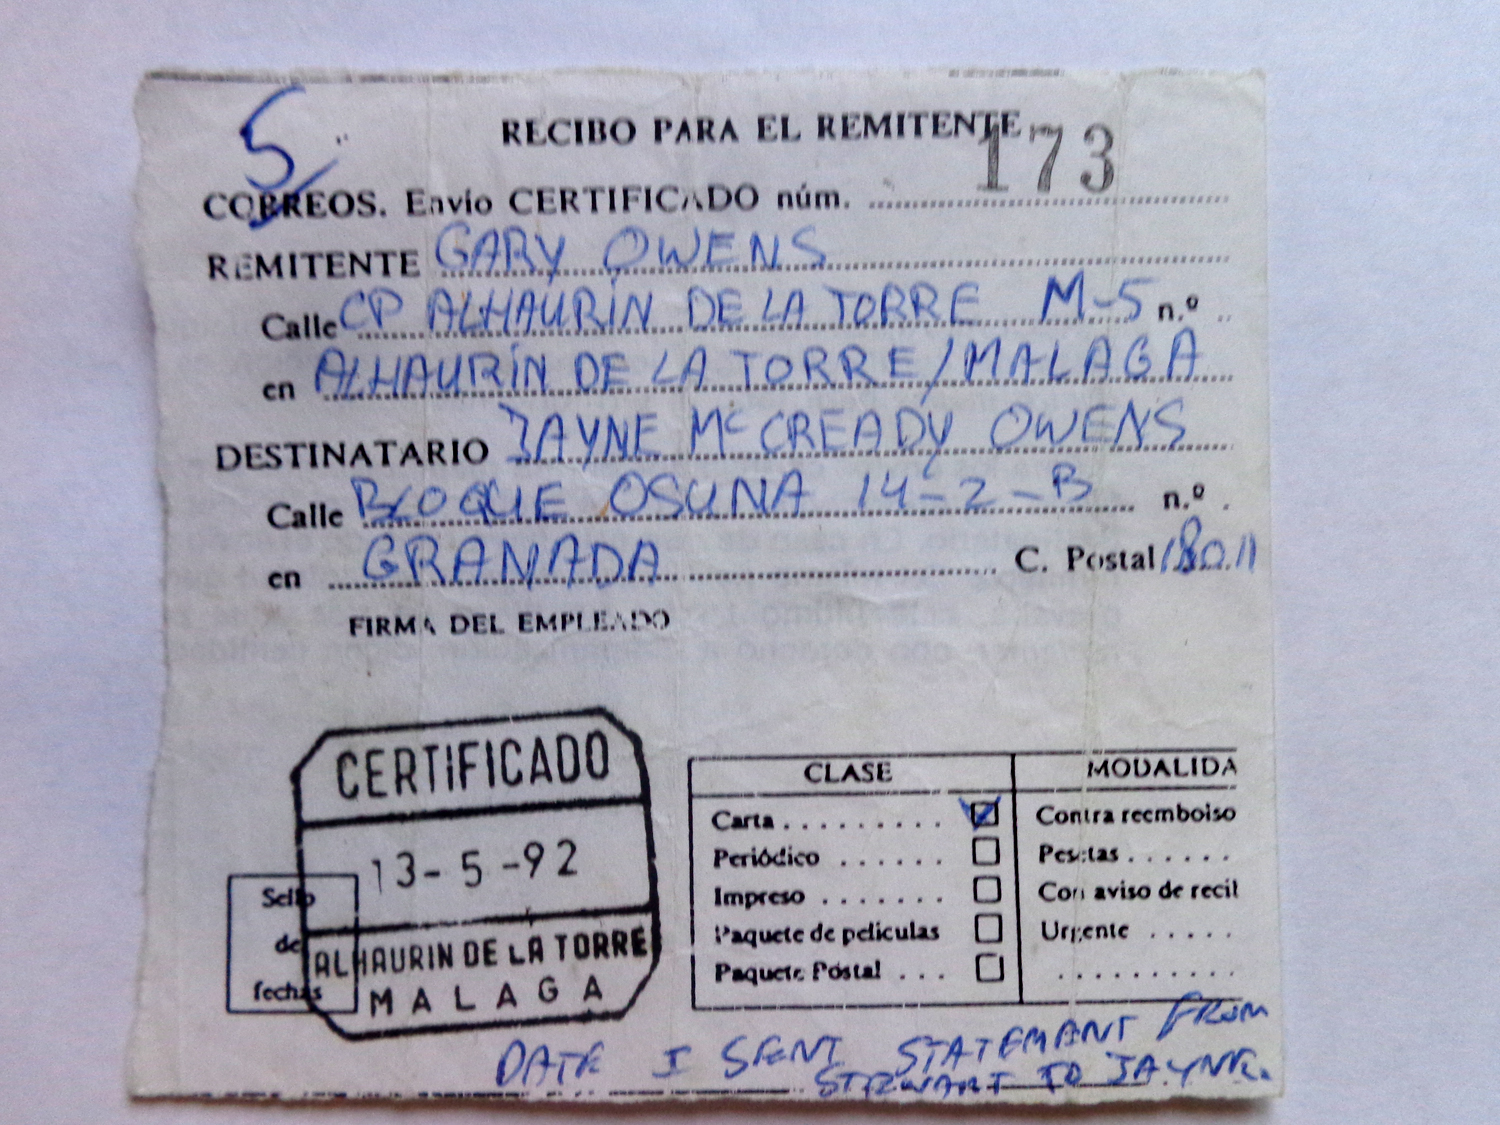 5
RECIBO PARA EL REMITENTE
173
CORREOS. Envío CERTIFICADO núm.
REMITENTE GARY OWENS
Calle CP ALHAURÍN DE LA TORRE M-5 n.º
en ALHAURÍN DE LA TORRE/MALAGA
DESTINATARIO JAYNE McCREADY OWENS
Calle BLOQUE OSUNA 14-2-B n.º
en GRANADA C. Postal 18011
FIRMA DEL EMPLEADO
CERTIFICADO
13-5-92
ALHAURIN DE LA TORRE
MALAGA
Sello
de
fechas
CLASE MODALIDA
Carta Contra reembolso
Periódico Pesetas
Impreso Con aviso de recil
Paquete de películas Urgente
Paquete Postal
DATE I SENT STATEMANT FROM
STEWART TO JAYNE.